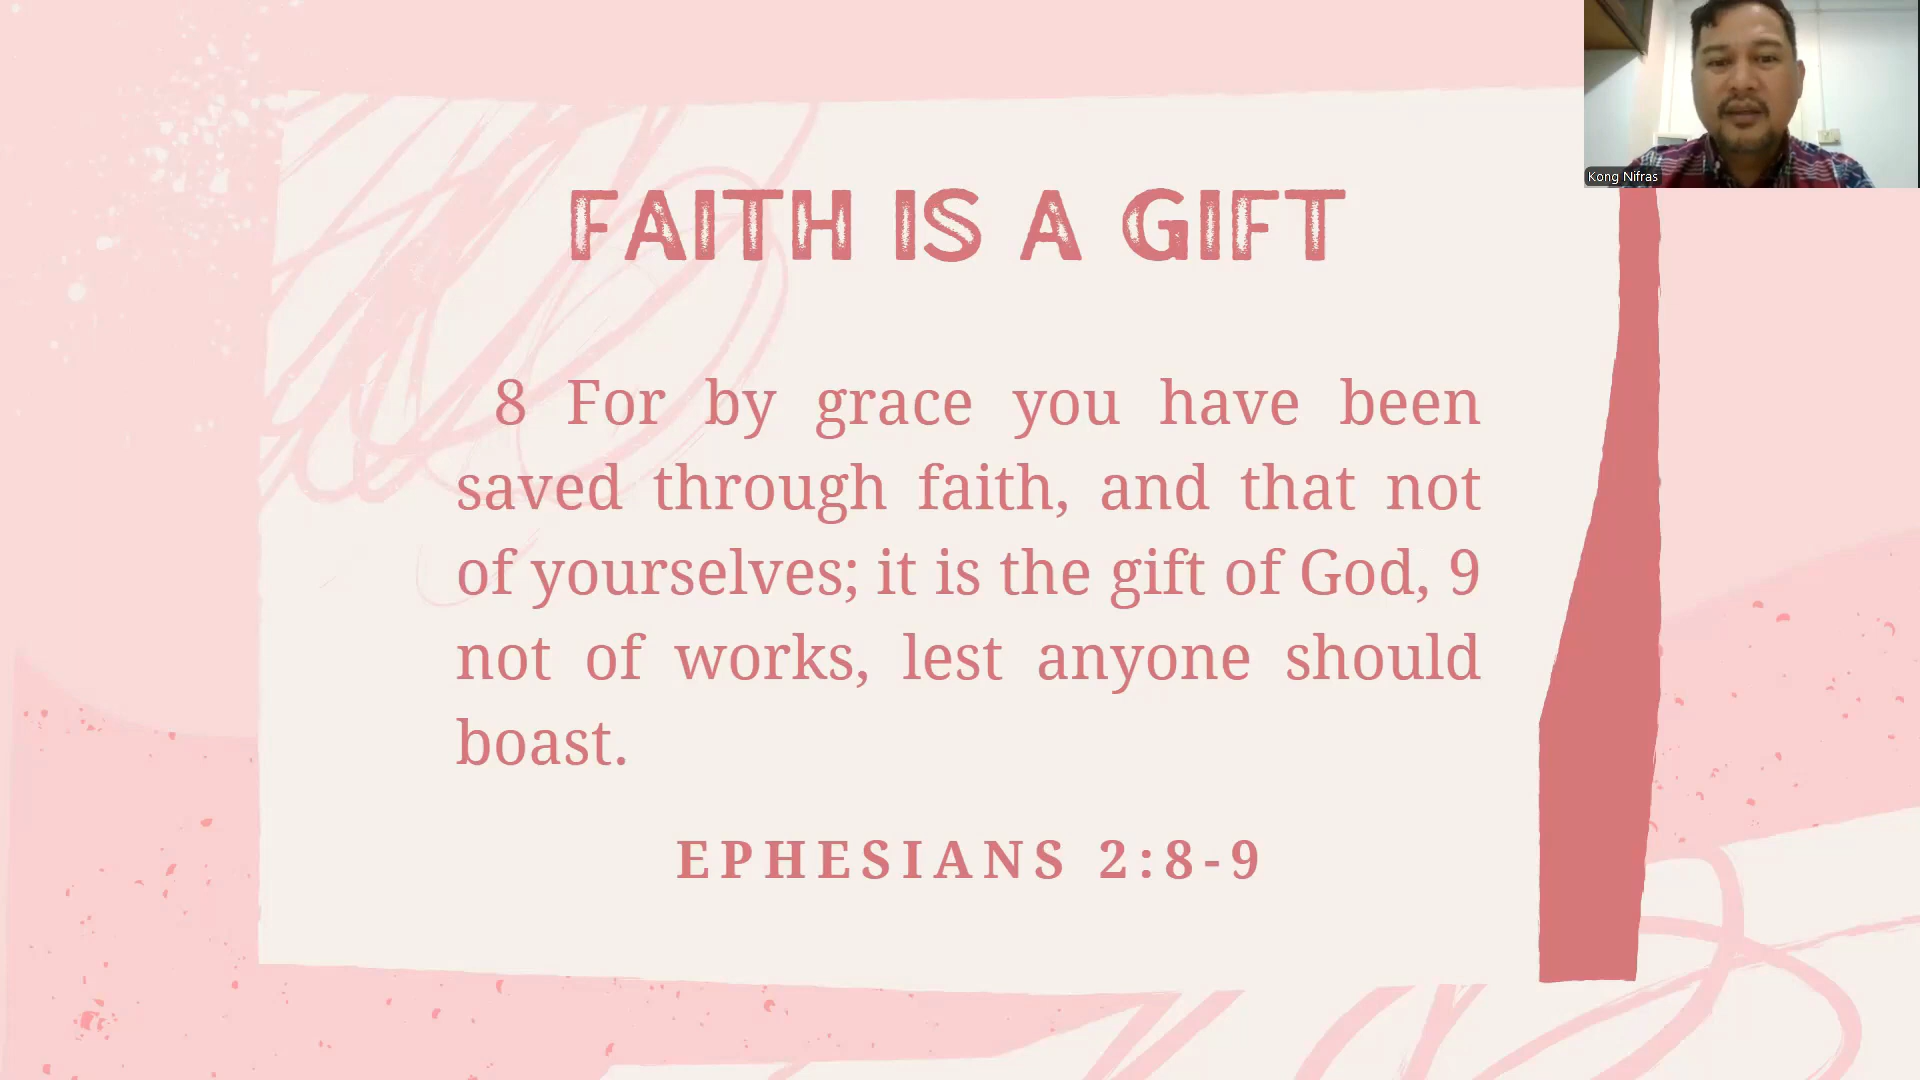 FAITH IS A GIFT
8 For by grace you have been
saved through faith, and that not
of yourselves; it is the gift of God, 9
not of works, lest anyone should
boast.
EPHESIANS 2:8-9
Kong Nifras